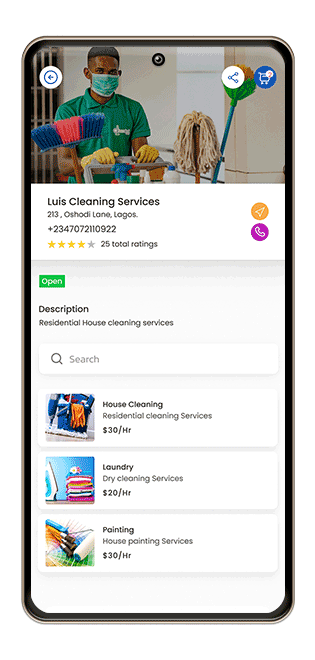 Luis Cleaning Services
213 , Oshodi Lane, Lagos.
+2347072110922
25 total ratings
Open
Description
Residential House cleaning services
Search
House Cleaning
Residential cleaning Services
$30/Hr
Laundry
Dry cleaning Services
$20/Hr
Painting
House painting Services
$30/Hr